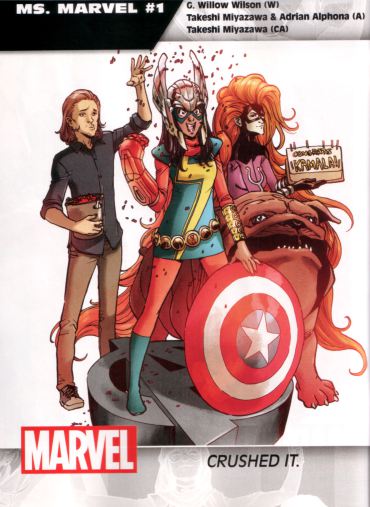 MS. MARVEL #1
G. Willow Wilson (W)
Takeshi Miyazawa & Adrian Alphona (A)
Takeshi Miyazawa (CA)
KAMALA!
MARVEL
CRUSHED IT.